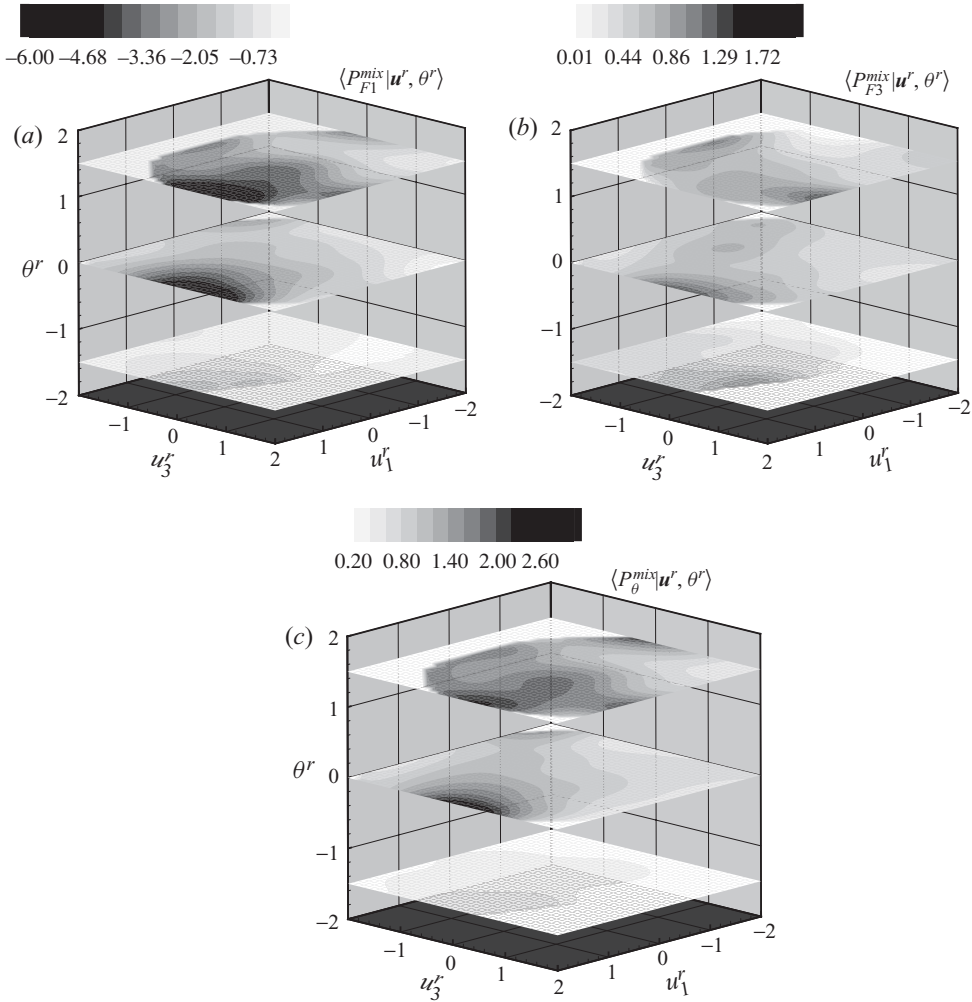 −6.00 −4.68 −3.36 −2.05 −0.73
0.01 0.44 0.86 1.29 1.72
⟨P_{F1}^{mix}|u^r, θ^r⟩
⟨P_{F3}^{mix}|u^r, θ^r⟩
(a)
2
1
θ^r 0
−1
−2
−1
0
1
2
u_3^r
1
0
−1
−2
u_1^r
(b)
2
1
0
−1
−2
−1
0
1
2
u_3^r
1
0
−1
−2
u_1^r
0.20 0.80 1.40 2.00 2.60
⟨P_θ^{mix}|u^r, θ^r⟩
(c)
2
1
θ^r 0
−1
−2
−1
0
1
2
u_3^r
1
0
−1
−2
u_1^r